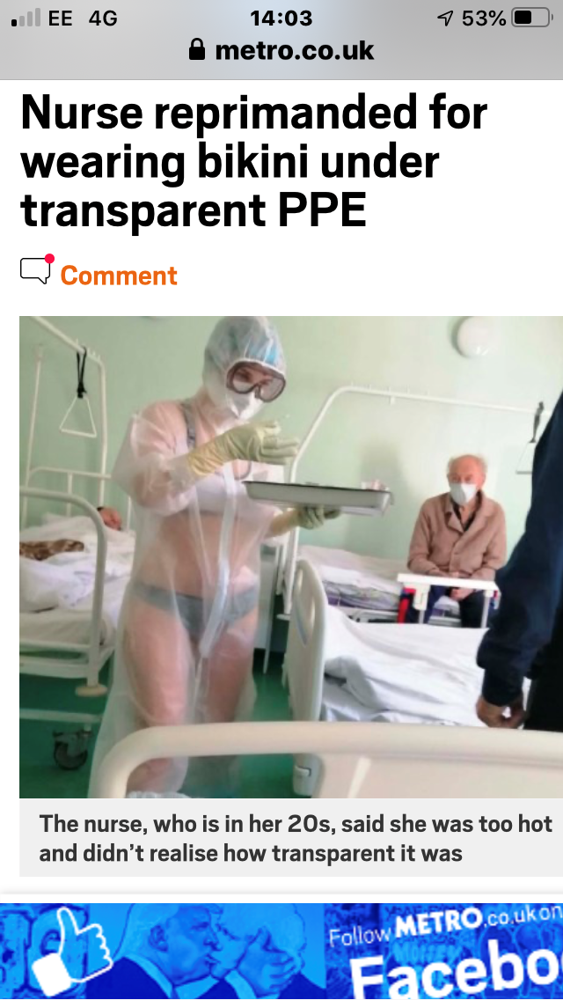 EE 4G 14:03 53%
metro.co.uk
Nurse reprimanded for
wearing bikini under
transparent PPE
Comment
The nurse, who is in her 20s, said she was too hot
and didn't realise how transparent it was
Follow METRO.co.uk on
Facebo